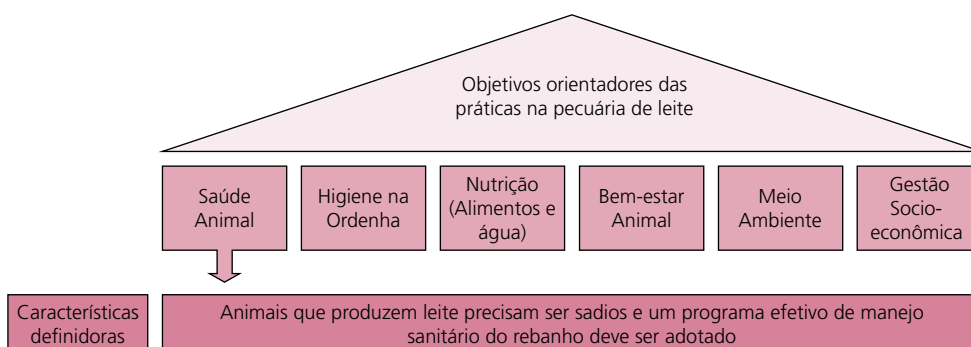 Objetivos orientadores das
práticas na pecuária de leite
Saúde
Animal
Higiene na
Ordenha
Nutrição
(Alimentos e
água)
Bem-estar
Animal
Meio
Ambiente
Gestão
Socio-
econômica
Características
definidoras
Animais que produzem leite precisam ser sadios e um programa efetivo de manejo
sanitário do rebanho deve ser adotado